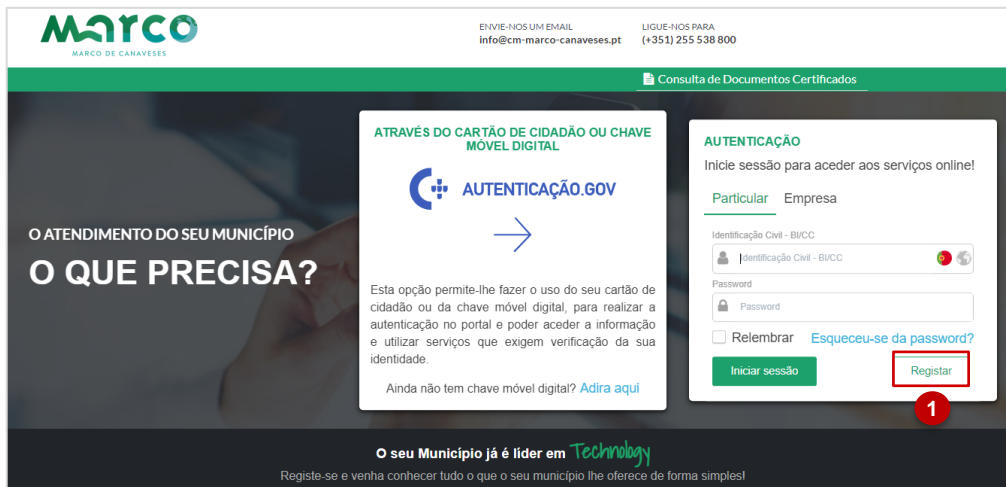 Marco
MARCO DE CANAVESES
ENVIE-NOS UM EMAIL
info@cm-marco-canaveses.pt
LIGUE-NOS PARA
(+351) 255 538 800
Consulta de Documentos Certificados
O ATENDIMENTO DO SEU MUNICÍPIO
O QUE PRECISA?
ATRAVÉS DO CARTÃO DE CIDADÃO OU CHAVE
MÓVEL DIGITAL
AUTENTICAÇÃO.GOV
Esta opção permite-lhe fazer o uso do seu cartão de
cidadão ou da chave móvel digital, para realizar a
autenticação no portal e poder aceder a informação
e utilizar serviços que exigem verificação da sua
identidade.
Ainda não tem chave móvel digital? Adira aqui
AUTENTICAÇÃO
Inicie sessão para aceder aos serviços online!
Particular Empresa
Identificação Civil - BI/CC
Identificação Civil - BI/CC
Password
Password
Relembrar Esqueceu-se da password?
Iniciar sessão Registar
1
O seu Município já é líder em Technology
Registe-se e venha conhecer tudo o que o seu município lhe oferece de forma simples!